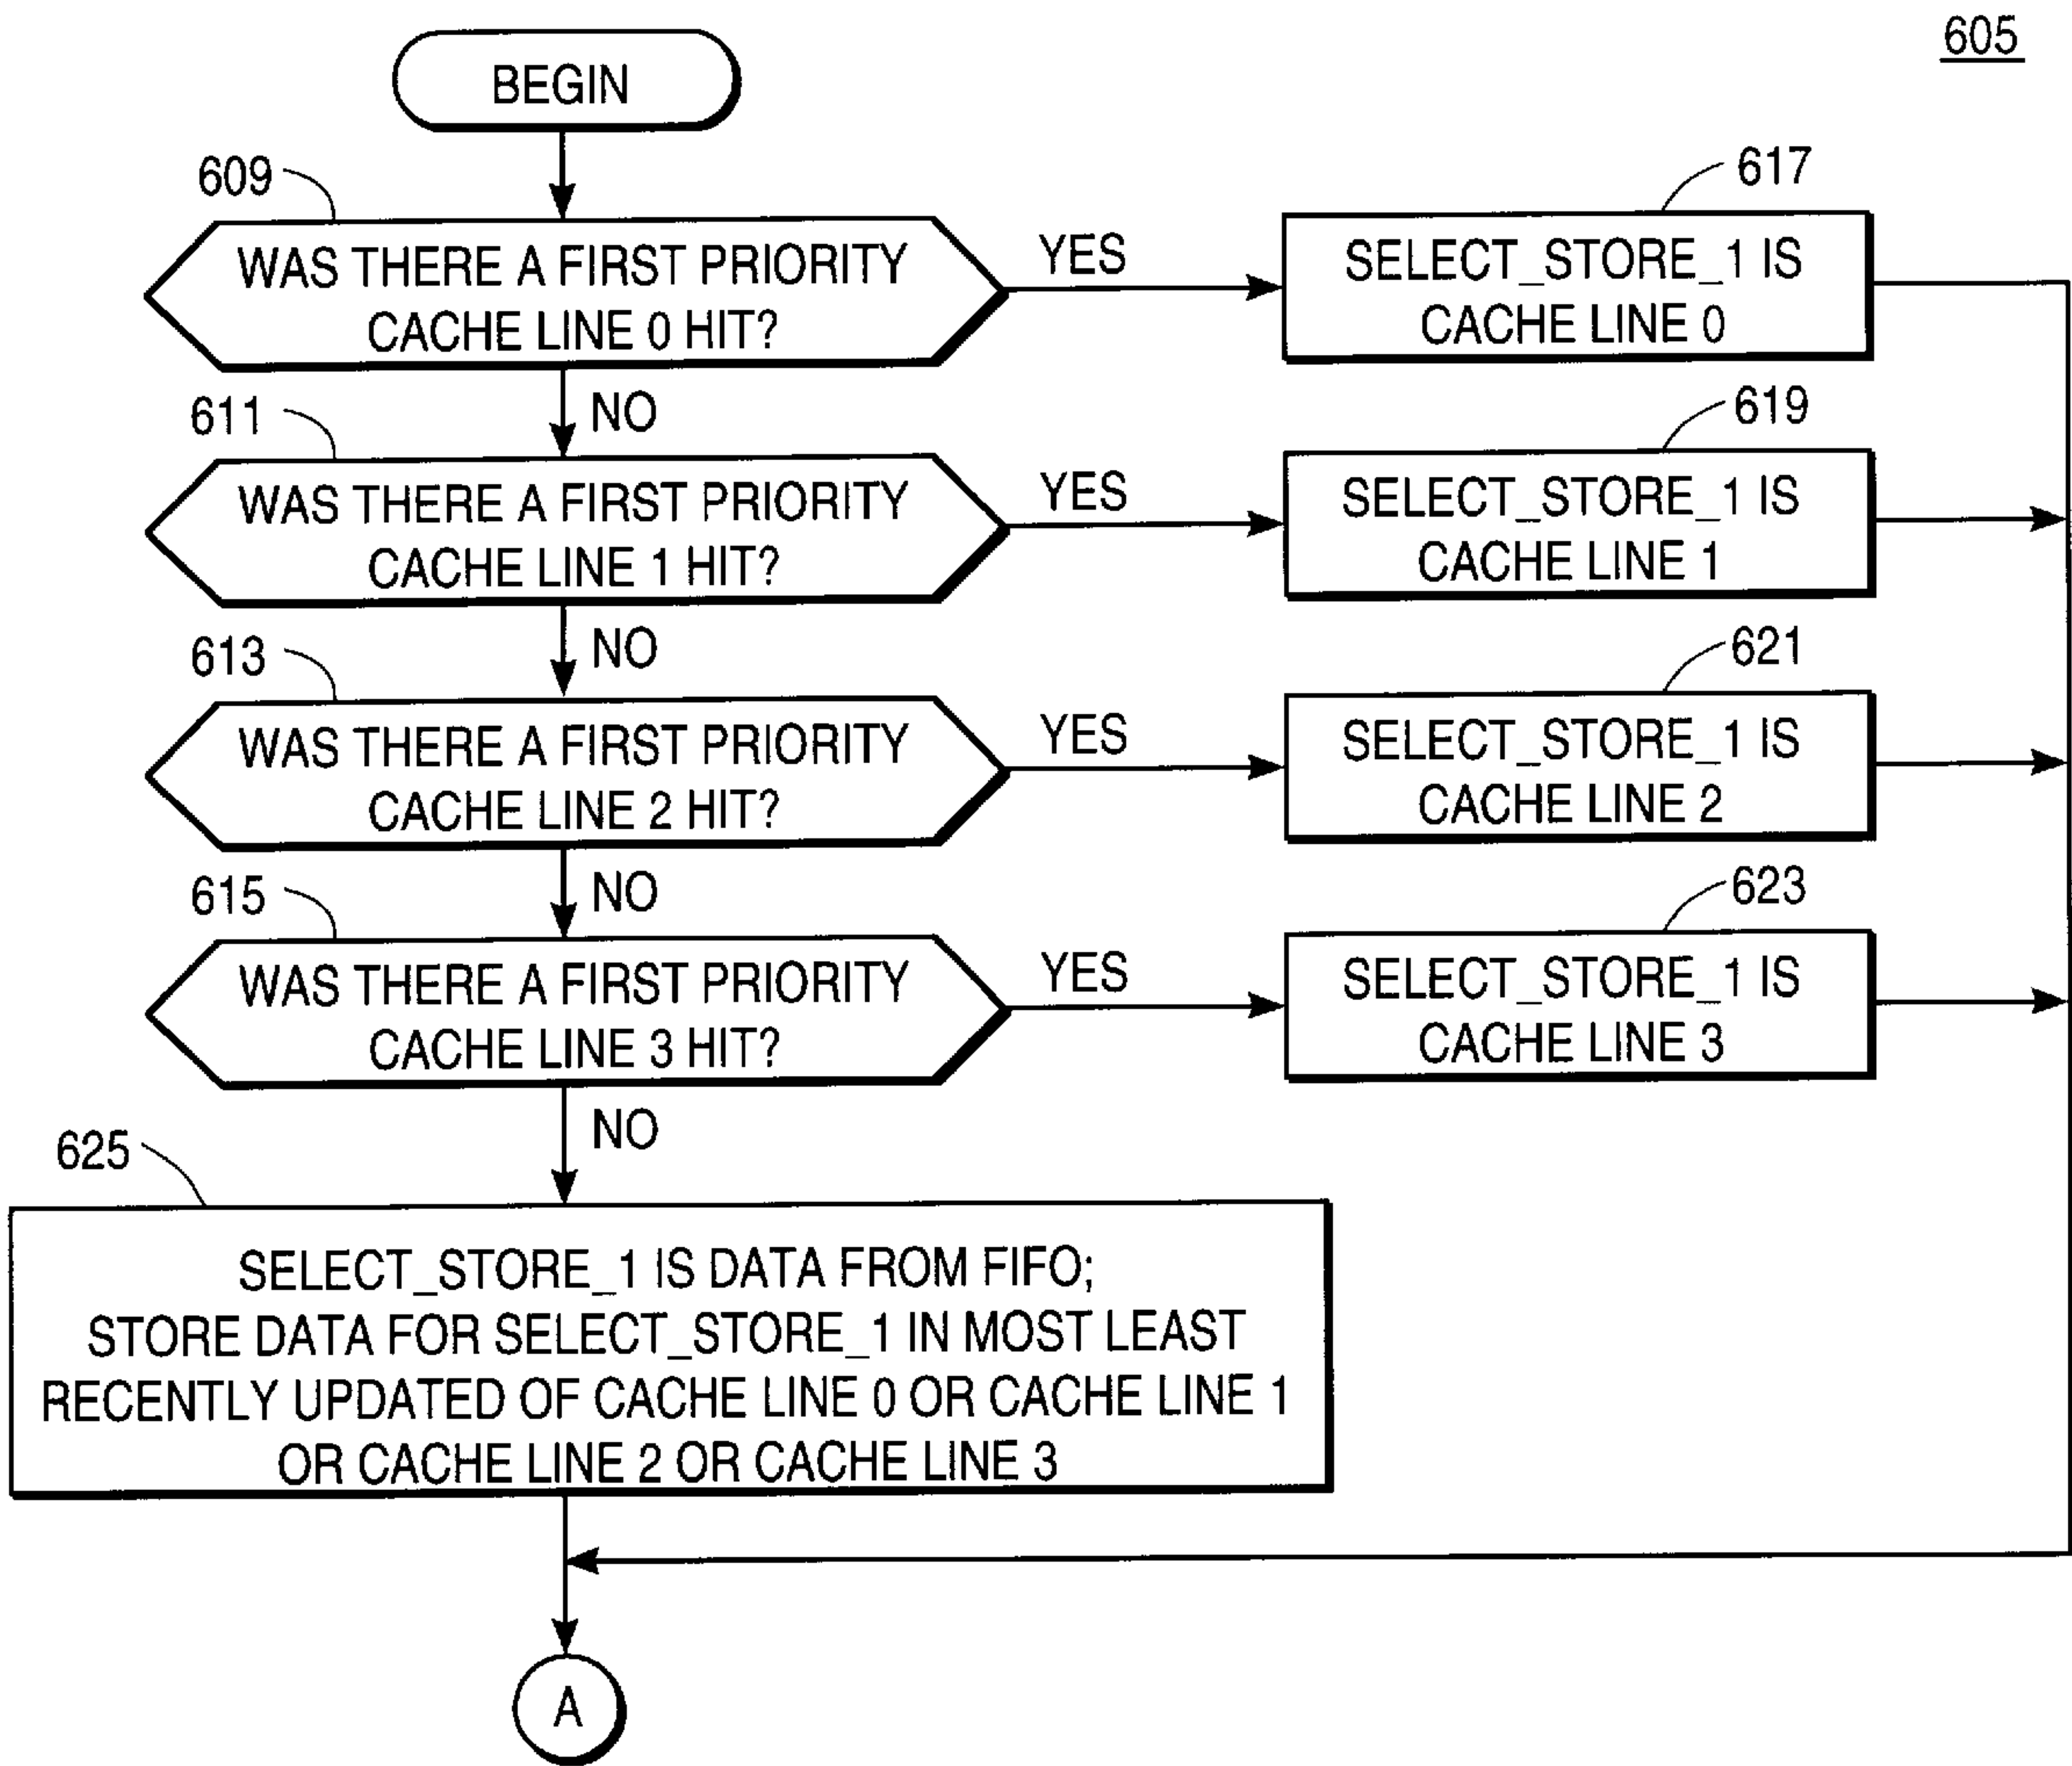 605
BEGIN
609
WAS THERE A FIRST PRIORITY
CACHE LINE 0 HIT?
YES
617
SELECT_STORE_1 IS
CACHE LINE 0
NO
611
WAS THERE A FIRST PRIORITY
CACHE LINE 1 HIT?
YES
619
SELECT_STORE_1 IS
CACHE LINE 1
NO
613
WAS THERE A FIRST PRIORITY
CACHE LINE 2 HIT?
YES
621
SELECT_STORE_1 IS
CACHE LINE 2
NO
615
WAS THERE A FIRST PRIORITY
CACHE LINE 3 HIT?
YES
623
SELECT_STORE_1 IS
CACHE LINE 3
NO
625
SELECT_STORE_1 IS DATA FROM FIFO;
STORE DATA FOR SELECT_STORE_1 IN MOST LEAST
RECENTLY UPDATED OF CACHE LINE 0 OR CACHE LINE 1
OR CACHE LINE 2 OR CACHE LINE 3
A